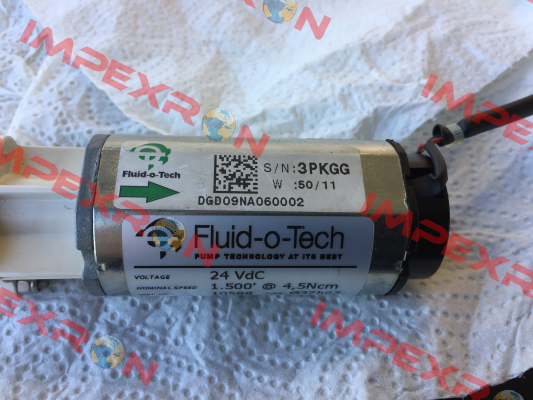 IMPEXRON
Fluid-o-Tech
S/N:3PKGG
W :50/11
DGD09NA060002
Fluid-o-Tech
PUMP TECHNOLOGY AT ITS BEST
VOLTAGE 24 VdC
NOMINAL SPEED 1.500' @ 4,5Ncm
IMPEXRON
IMPEXRON
IMPEXRON